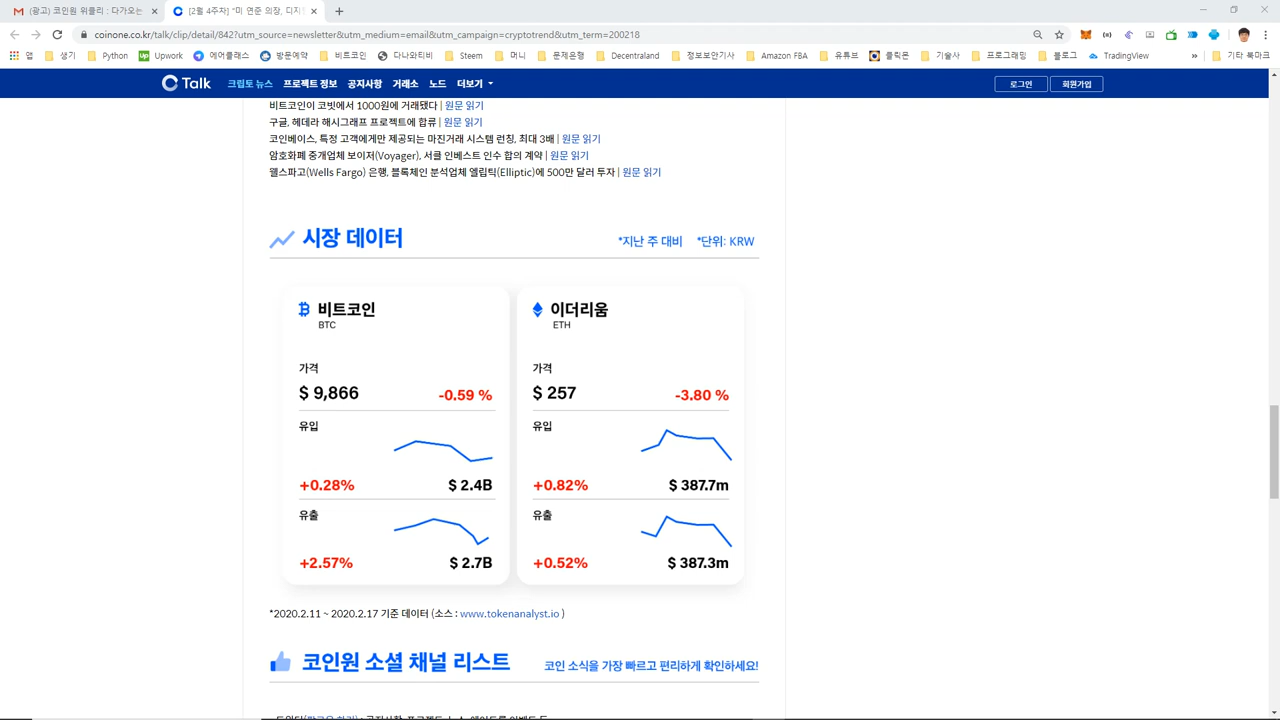 (광고) 코인원 위클리 : 다가오는
[2월 4주차] "미 연준 의장, 디지
coinone.co.kr/talk/clip/detail/842?utm_source=newsletter&utm_medium=email&utm_campaign=cryptotrend&utm_term=200218
앱 생기 Python Upwork 에어클래스 방문예약 비트코인 다나와티비 Steem 머니 문제은행 Decentraland 정보보안기사 Amazon FBA 유튜브 클릭몬 기술사 프로그래밍 블로그 TradingView » 기타 북마크
Talk 크립토 뉴스 프로젝트 정보 공지사항 거래소 노드 더보기 로그인 회원가입
비트코인이 코빗에서 1000원에 거래됐다 | 원문 읽기
구글, 헤데라 해시그래프 프로젝트에 합류 | 원문 읽기
코인베이스, 특정 고객에게만 제공되는 마진거래 시스템 런칭, 최대 3배 | 원문 읽기
암호화폐 중개업체 보이저(Voyager), 서클 인베스트 인수 합의 계약 | 원문 읽기
웰스파고(Wells Fargo) 은행, 블록체인 분석업체 엘립틱(Elliptic)에 500만 달러 투자 | 원문 읽기
시장 데이터 *지난 주 대비 *단위: KRW
비트코인
BTC
가격
$ 9,866 -0.59 %
유입
+0.28% $ 2.4B
유출
+2.57% $ 2.7B
이더리움
ETH
가격
$ 257 -3.80 %
유입
+0.82% $ 387.7m
유출
+0.52% $ 387.3m
*2020.2.11 ~ 2020.2.17 기준 데이터 (소스 : www.tokenanalyst.io )
코인원 소셜 채널 리스트 코인 소식을 가장 빠르고 편리하게 확인하세요!